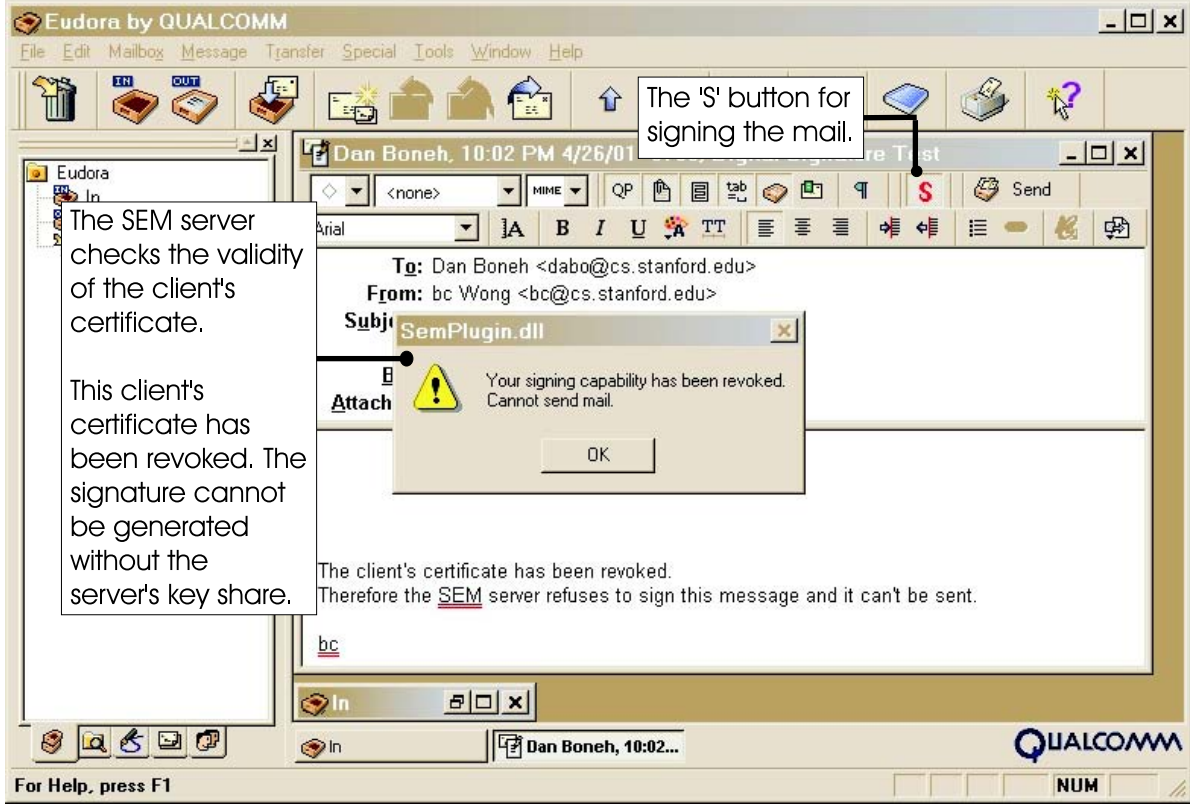 Eudora by QUALCOMM
File Edit Mailbox Message Transfer Special Tools Window Help
IN OUT
The 'S' button for
signing the mail.
Dan Boneh, 10:02 PM 4/26/01 Test
<none> MIME QP tab S Send
Arial A B I U TT
Eudora
In
The SEM server
checks the validity
of the client's
certificate.
This client's
certificate has
been revoked. The
signature cannot
be generated
without the
server's key share.
To: Dan Boneh <dabo@cs.stanford.edu>
From: bc Wong <bc@cs.stanford.edu>
Subje
B
Attach
SemPlugin.dll
Your signing capability has been revoked.
Cannot send mail.
OK
The client's certificate has been revoked.
Therefore the SEM server refuses to sign this message and it can't be sent.
bc
In
In
Dan Boneh, 10:02...
QUALCOMM
For Help, press F1
NUM